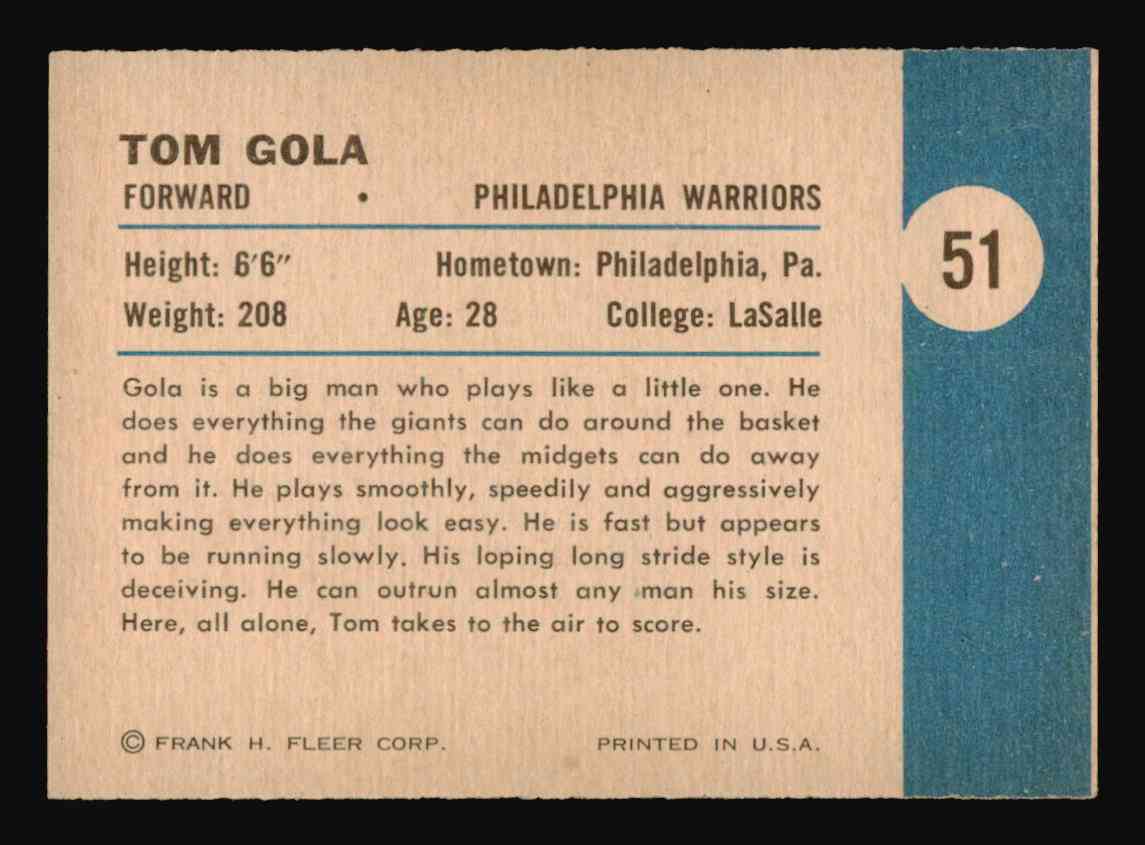 TOM GOLA
FORWARD • PHILADELPHIA WARRIORS
Height: 6'6" Hometown: Philadelphia, Pa.
Weight: 208 Age: 28 College: LaSalle
51
Gola is a big man who plays like a little one. He
does everything the giants can do around the basket
and he does everything the midgets can do away
from it. He plays smoothly, speedily and aggressively
making everything look easy. He is fast but appears
to be running slowly. His loping long stride style is
deceiving. He can outrun almost any man his size.
Here, all alone, Tom takes to the air to score.
© FRANK H. FLEER CORP. PRINTED IN U.S.A.